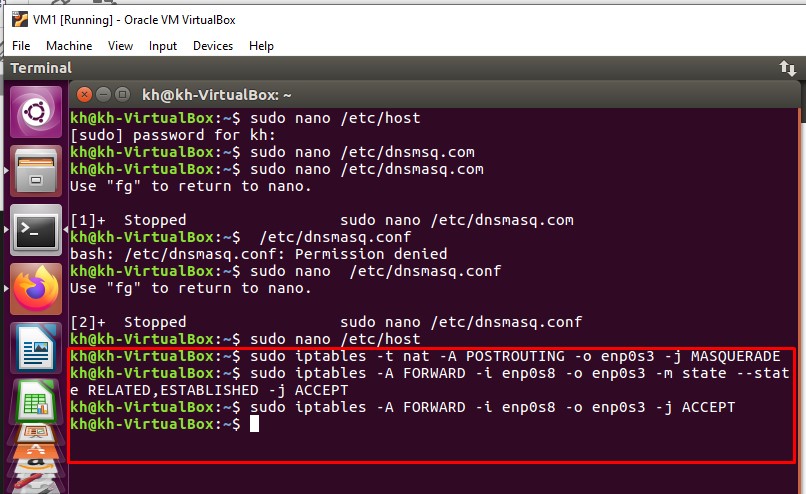 VM1 [Running] - Oracle VM VirtualBox
File Machine View Input Devices Help
Terminal
kh@kh-VirtualBox: ~
kh@kh-VirtualBox:~$ sudo nano /etc/host
[sudo] password for kh:
kh@kh-VirtualBox:~$ sudo nano /etc/dnsmsq.com
kh@kh-VirtualBox:~$ sudo nano /etc/dnsmasq.com
Use "fg" to return to nano.
[1]+  Stopped                 sudo nano /etc/dnsmasq.com
kh@kh-VirtualBox:~$  /etc/dnsmasq.conf
bash: /etc/dnsmasq.conf: Permission denied
kh@kh-VirtualBox:~$ sudo nano  /etc/dnsmasq.conf
Use "fg" to return to nano.
[2]+  Stopped                 sudo nano /etc/dnsmasq.conf
kh@kh-VirtualBox:~$ sudo nano /etc/host
kh@kh-VirtualBox:~$ sudo iptables -t nat -A POSTROUTING -o enp0s3 -j MASQUERADE
kh@kh-VirtualBox:~$ sudo iptables -A FORWARD -i enp0s8 -o enp0s3 -m state --stat
e RELATED,ESTABLISHED -j ACCEPT
kh@kh-VirtualBox:~$ sudo iptables -A FORWARD -i enp0s8 -o enp0s3 -j ACCEPT
kh@kh-VirtualBox:~$